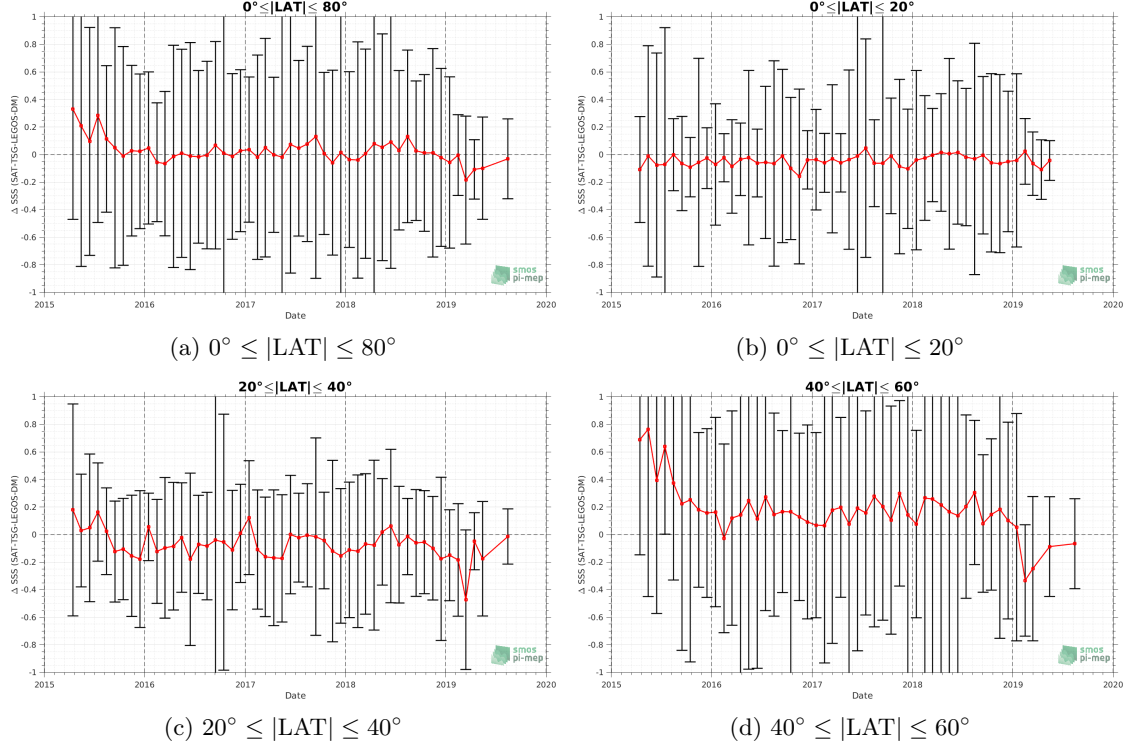 0°≤|LAT|≤ 80°
Δ SSS (SAT-TSG-LEGOS-DM)
1
0.8
0.6
0.4
0.2
0
-0.2
-0.4
-0.6
-0.8
-1
2015
2016
2017
2018
2019
2020
Date
smos
pi-mep
(a) 0° ≤ |LAT| ≤ 80°
0°≤|LAT|≤ 20°
Δ SSS (SAT-TSG-LEGOS-DM)
1
0.8
0.6
0.4
0.2
0
-0.2
-0.4
-0.6
-0.8
-1
2015
2016
2017
2018
2019
2020
Date
smos
pi-mep
(b) 0° ≤ |LAT| ≤ 20°
20°≤|LAT|≤ 40°
Δ SSS (SAT-TSG-LEGOS-DM)
1
0.8
0.6
0.4
0.2
0
-0.2
-0.4
-0.6
-0.8
-1
2015
2016
2017
2018
2019
2020
Date
smos
pi-mep
(c) 20° ≤ |LAT| ≤ 40°
40°≤|LAT|≤ 60°
Δ SSS (SAT-TSG-LEGOS-DM)
1
0.8
0.6
0.4
0.2
0
-0.2
-0.4
-0.6
-0.8
-1
2015
2016
2017
2018
2019
2020
Date
smos
pi-mep
(d) 40° ≤ |LAT| ≤ 60°